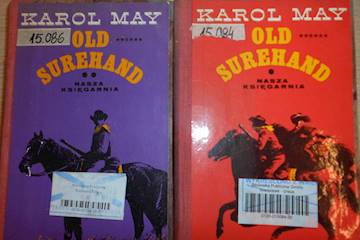 KAROL MAY
15.086
OLD
SUREHAND
NASZA
KSIĘGARNIA
KAROL MAY
15.084
OLD
SUREHAND
NASZA
KSIĘGARNIA